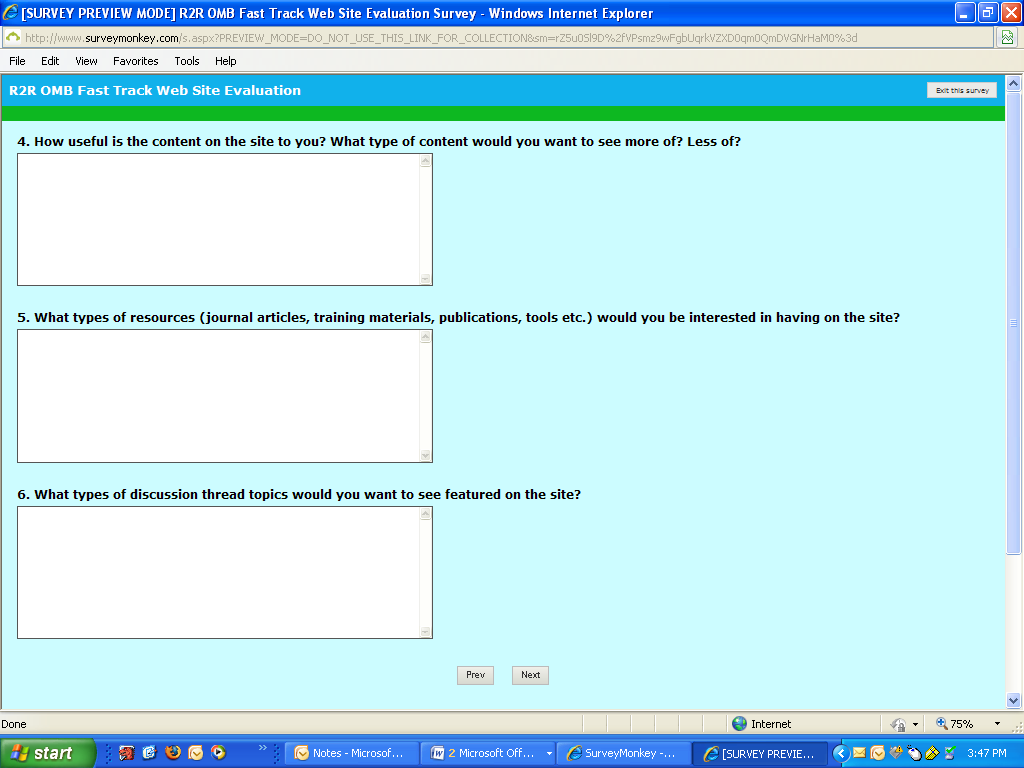 [SURVEY PREVIEW MODE] R2R OMB Fast Track Web Site Evaluation Survey - Windows Internet Explorer
http://www.surveymonkey.com/s.aspx?PREVIEW_MODE=DO_NOT_USE_THIS_LINK_FOR_COLLECTION&sm=rZ5u0Sl9D%2fVPsmz9wFgbUqrkVZXD0qm0QmDVGNrHaM0%3d
File Edit View Favorites Tools Help
R2R OMB Fast Track Web Site Evaluation
Exit this survey
4. How useful is the content on the site to you? What type of content would you want to see more of? Less of?
5. What types of resources (journal articles, training materials, publications, tools etc.) would you be interested in having on the site?
6. What types of discussion thread topics would you want to see featured on the site?
Prev Next
Done Internet 75%
start Notes - Microsof... 2 Microsoft Off... SurveyMonkey -... [SURVEY PREVIE... 3:47 PM